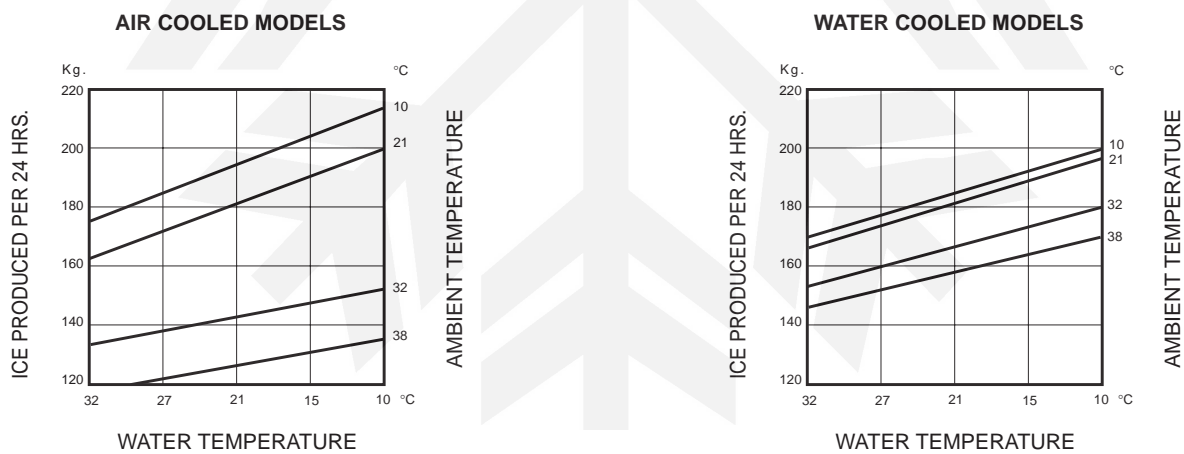 AIR COOLED MODELS
Kg.
°C
220
200
180
160
140
120
ICE PRODUCED PER 24 HRS.
10
21
32
38
AMBIENT TEMPERATURE
32 27 21 15 10 °C
WATER TEMPERATURE
WATER COOLED MODELS
Kg.
°C
220
200
180
160
140
120
ICE PRODUCED PER 24 HRS.
10
21
32
38
AMBIENT TEMPERATURE
32 27 21 15 10 °C
WATER TEMPERATURE